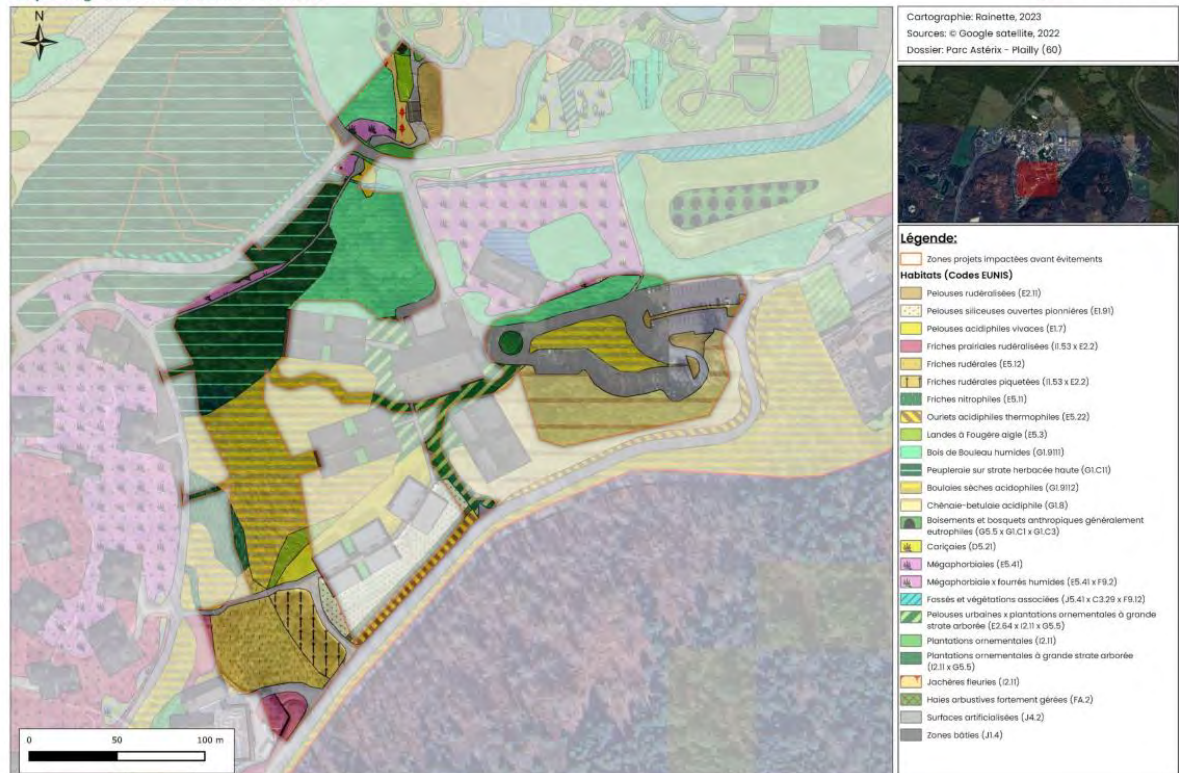 N
Cartographie: Rainette, 2023
Sources: © Google satellite, 2022
Dossier: Parc Astérix - Plailly (60)
Légende:
Zones projets impactées avant évitements
Habitats (Codes EUNIS)
Pelouses rudéralisées (E2.11)
Pelouses siliceuses ouvertes pionnières (E1.91)
Pelouses acidiphiles vivaces (E1.7)
Friches prairiales rudéralisées (I1.53 x E2.2)
Friches rudérales (E5.12)
Friches rudérales piquetées (I1.53 x E2.2)
Friches nitrophiles (E5.11)
Ourlets acidiphiles thermophiles (E5.22)
Landes à Fougère aigle (E5.3)
Bois de Bouleau humides (G1.9111)
Peupleraie sur strate herbacée haute (G1.C11)
Boulaies sèches acidophiles (G1.9112)
Chênaie-betulaie acidiphile (G1.8)
Boisements et bosquets anthropiques généralement
eutrophiles (G5.5 x G1.C1 x G1.C3)
Cariçaies (D5.21)
Mégaphorbiaies (E5.41)
Mégaphorbiaie x fourrés humides (E5.41 x F9.2)
Fossés et végétations associées (J5.41 x C3.29 x F9.12)
Pelouses urbaines x plantations ornementales à grande
strate arborée (E2.64 x I2.11 x G5.5)
Plantations ornementales (I2.11)
Plantations ornementales à grande strate arborée
(I2.11 x G5.5)
Jachères fleuries (I2.11)
Haies arbustives fortement gérées (FA.2)
Surfaces artificialisées (J4.2)
Zones bâties (J1.4)
0 50 100 m